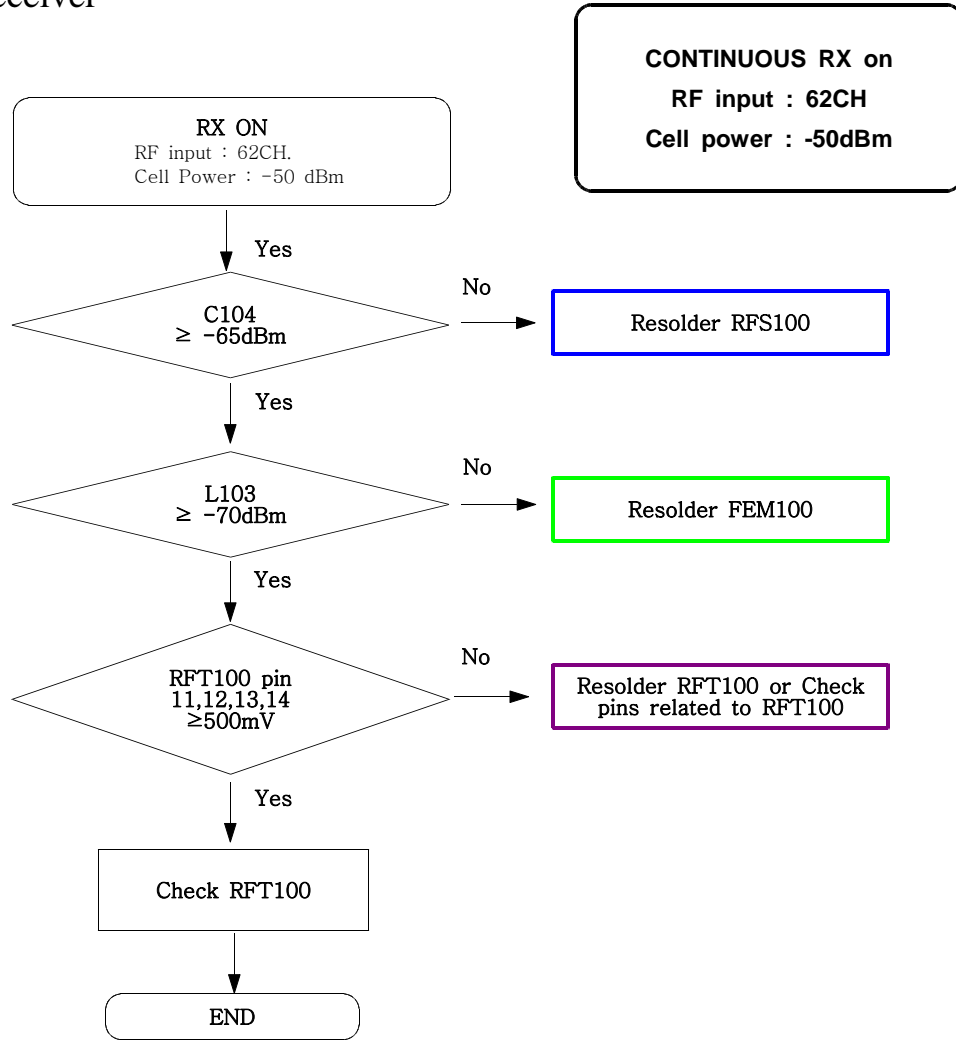 CONTINUOUS RX on
RF input : 62CH
Cell power : -50dBm
RX ON
RF input : 62CH.
Cell Power : -50 dBm
Yes
C104
≥ -65dBm
No
Resolder RFS100
Yes
L103
≥ -70dBm
No
Resolder FEM100
Yes
RFT100 pin
11,12,13,14
≥500mV
No
Resolder RFT100 or Check
pins related to RFT100
Yes
Check RFT100
END